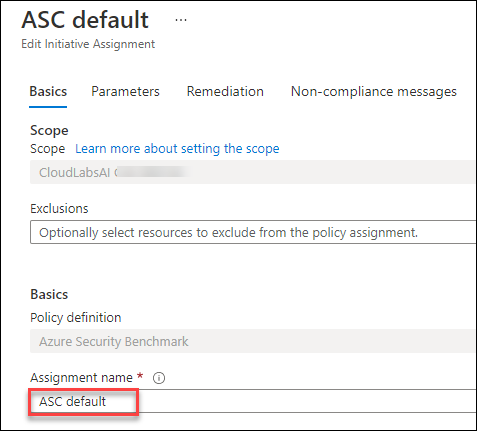 ASC default ...
Edit Initiative Assignment
Basics Parameters Remediation Non-compliance messages
Scope
Scope Learn more about setting the scope
CloudLabsAI
Exclusions
Optionally select resources to exclude from the policy assignment.
Basics
Policy definition
Azure Security Benchmark
Assignment name *
ASC default